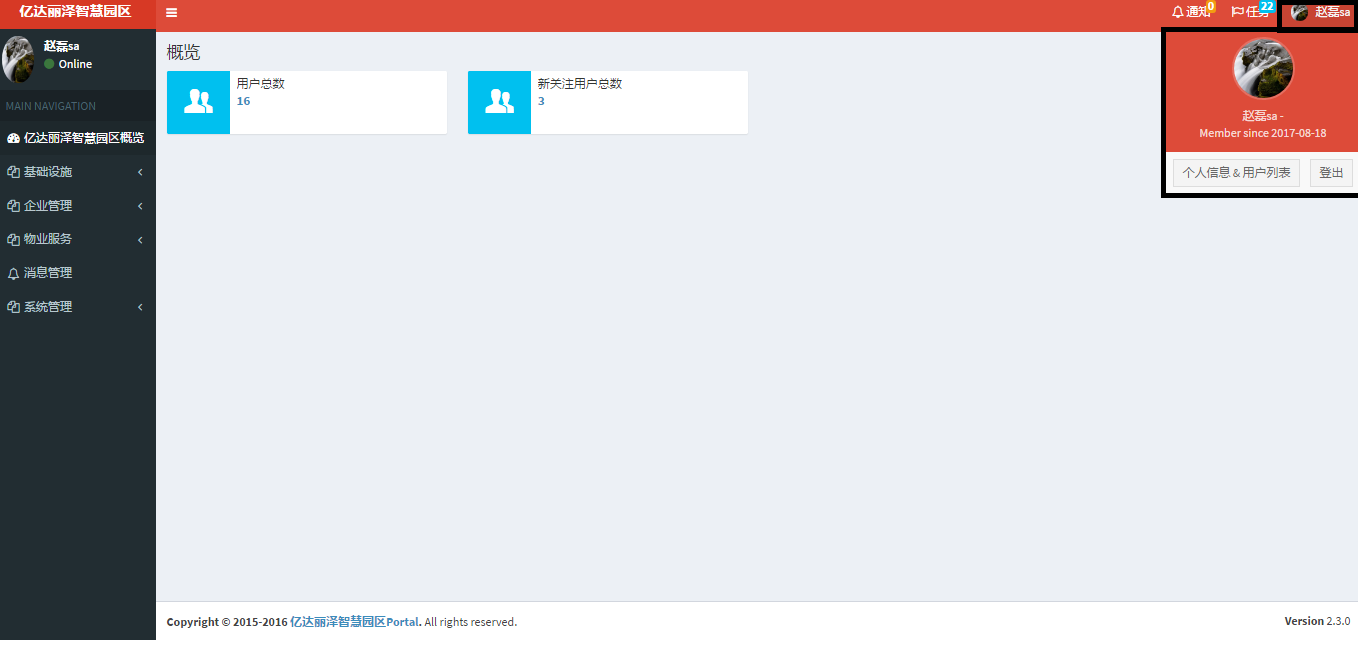 亿达丽泽智慧园区
通知 0
任务 22
赵磊sa
赵磊sa
Online
MAIN NAVIGATION
亿达丽泽智慧园区概览
基础设施
企业管理
物业服务
消息管理
系统管理
概览
用户总数
16
新关注用户总数
3
赵磊sa -
Member since 2017-08-18
个人信息 & 用户列表
登出
Copyright © 2015-2016 亿达丽泽智慧园区Portal. All rights reserved.
Version 2.3.0